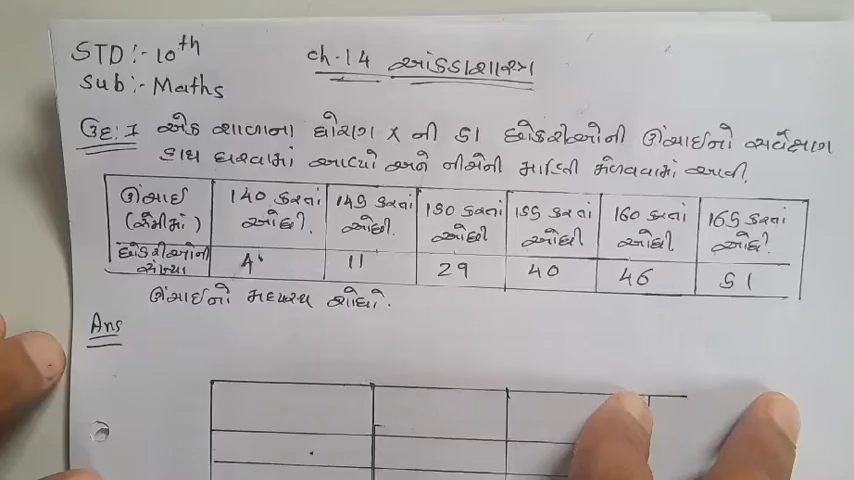 STD:- 10th
ch-14 આંકડાશાસ્ત્ર
Sub:- Maths
ઉદા: 7 એક શાળાના ધોરણ X ની 51 છોકરીઓની ઊંચાઈનો સર્વેક્ષણ
હાથ ધરવામાં આવ્યો અને નીચેની માહિતી મેળવવામાં આવી.
ઊંચાઈ (સેમીમાં) 140 કરતાં ઓછી. 145 કરતાં ઓછી. 150 કરતાં ઓછી 155 કરતાં ઓછી 160 કરતાં ઓછી 165 કરતાં ઓછી.
છોકરીઓની સંખ્યા 4 11 29 40 46 51
ઊંચાઈનો મધ્યસ્થ શોધો.
Ans